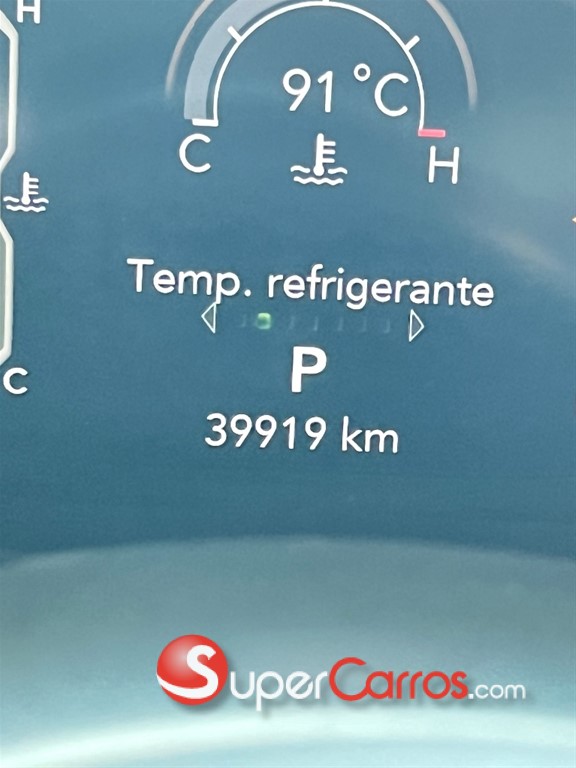 H
91 °C
C
H
Temp. refrigerante
P
C
39919 km
SuperCarros.com